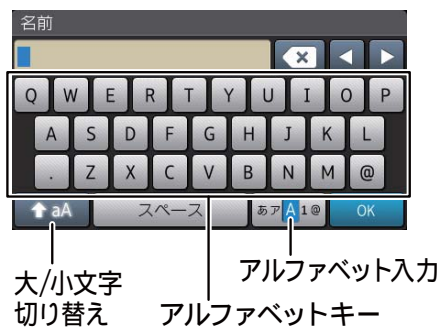 名前
Q W E R T Y U I O P
A S D F G H J K L
. Z X C V B N M @
aA スペース あア A 1@ OK
アルファベット入力
大/小文字
切り替え アルファベットキー